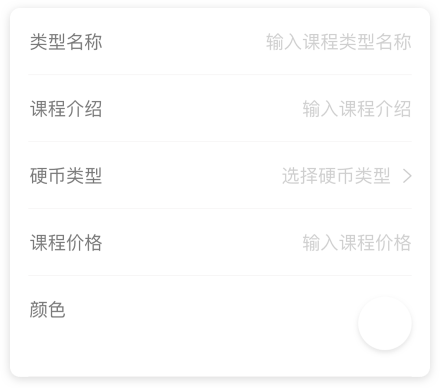 类型名称 输入课程类型名称
课程介绍 输入课程介绍
硬币类型 选择硬币类型
课程价格 输入课程价格
颜色